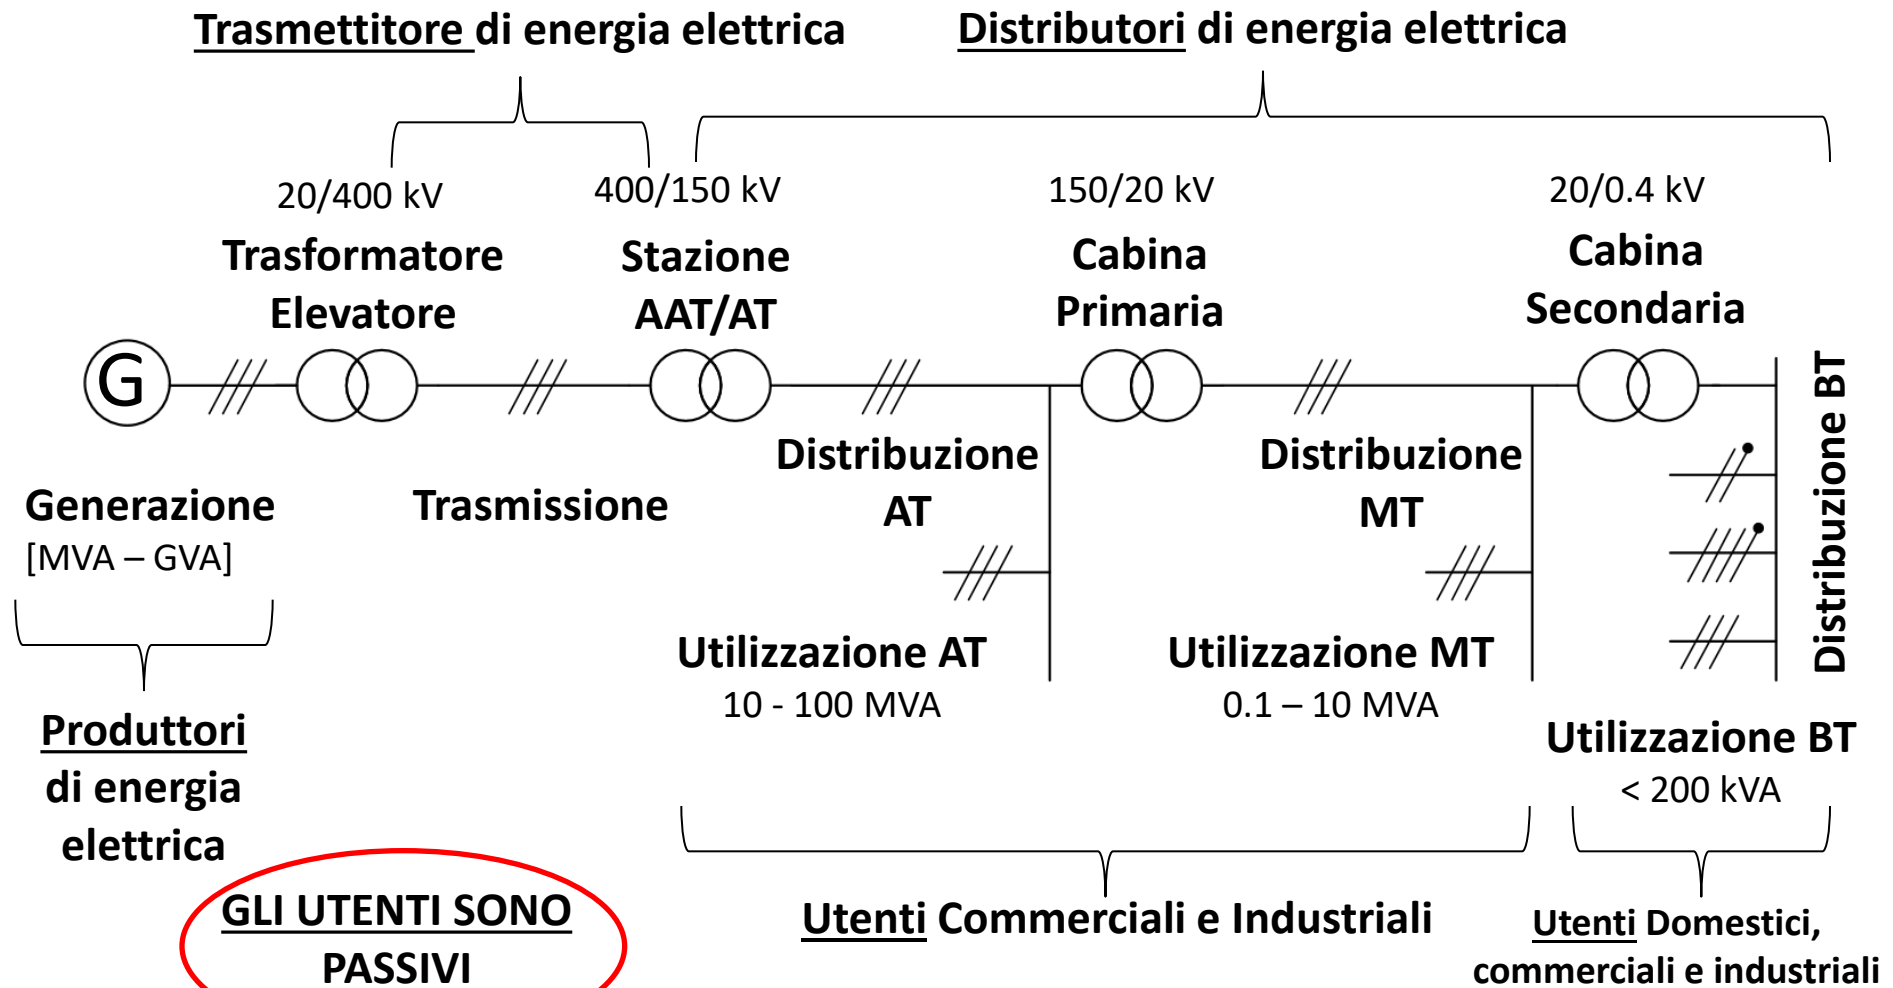 Trasmettitore di energia elettrica
Distributori di energia elettrica
20/400 kV
400/150 kV
150/20 kV
20/0.4 kV
Trasformatore
Elevatore
Stazione
AAT/AT
Cabina
Primaria
Cabina
Secondaria
G
Generazione
[MVA – GVA]
Trasmissione
Distribuzione
AT
Distribuzione
MT
Distribuzione BT
Utilizzazione AT
10 - 100 MVA
Utilizzazione MT
0.1 – 10 MVA
Utilizzazione BT
< 200 kVA
Produttori
di energia
elettrica
GLI UTENTI SONO
PASSIVI
Utenti Commerciali e Industriali
Utenti Domestici,
commerciali e industriali